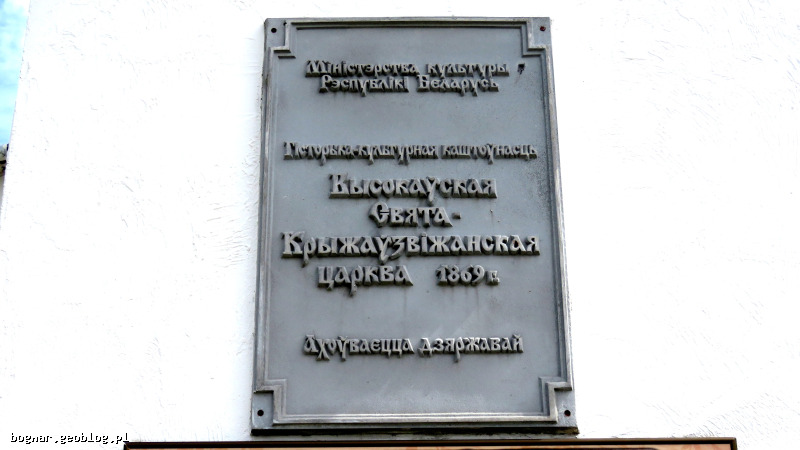 Міністэрства культуры
Рэспублікі Беларусь
Гісторыка-культурная каштоўнасць
Высокаўская
Свята-
Крыжаўзвіжанская
царква 1869 г.
Ахоўваецца дзяржавай
bognar.geoblog.pl